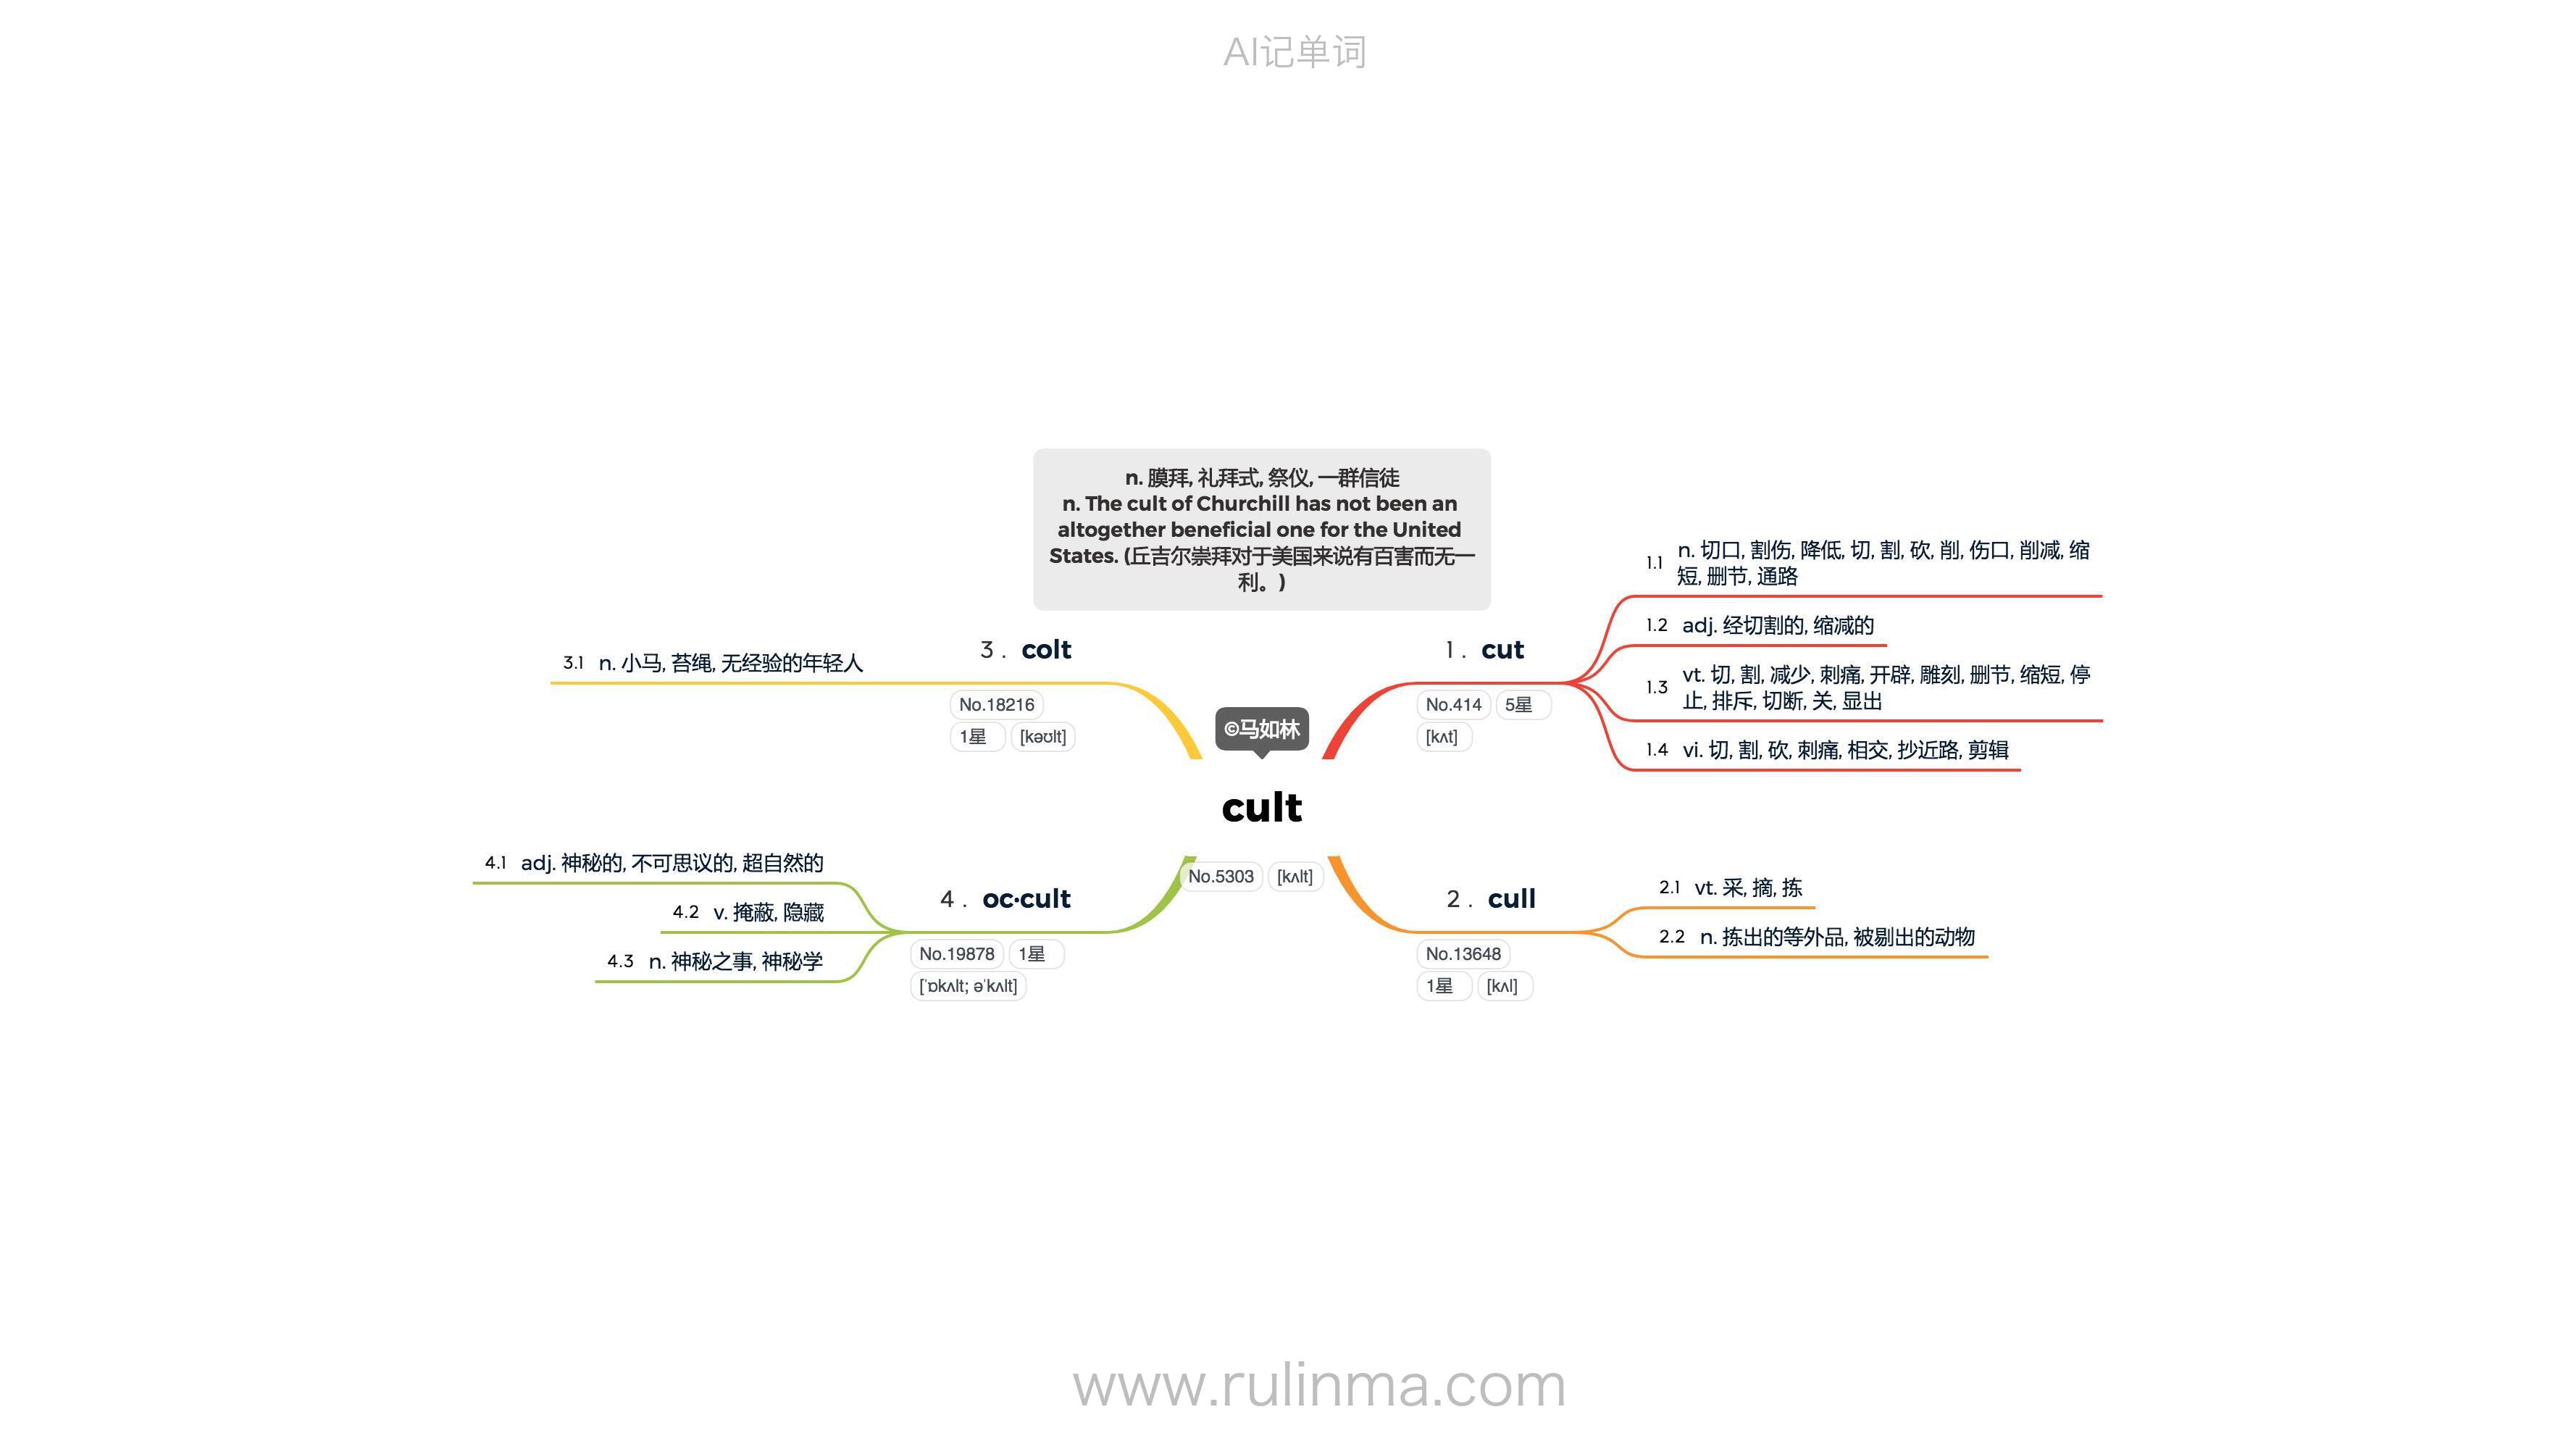 AI记单词
n. 膜拜, 礼拜式, 祭仪, 一群信徒
n. The cult of Churchill has not been an
altogether beneficial one for the United
States. (丘吉尔崇拜对于美国来说有百害而无一
利。)
©马如林
cult
No.5303 [kʌlt]
1. cut
No.414 5星
[kʌt]
1.1 n. 切口, 割伤, 降低, 切, 割, 砍, 削, 伤口, 削减, 缩
短, 删节, 通路
1.2 adj. 经切割的, 缩减的
1.3 vt. 切, 割, 减少, 刺痛, 开辟, 雕刻, 删节, 缩短, 停
止, 排斥, 切断, 关, 显出
1.4 vi. 切, 割, 砍, 刺痛, 相交, 抄近路, 剪辑
2. cull
No.13648
1星 [kʌl]
2.1 vt. 采, 摘, 拣
2.2 n. 拣出的等外品, 被剔出的动物
3. colt
No.18216
1星 [kəʊlt]
3.1 n. 小马, 苔绳, 无经验的年轻人
4. oc·cult
No.19878 1星
[ˈɒkʌlt; əˈkʌlt]
4.1 adj. 神秘的, 不可思议的, 超自然的
4.2 v. 掩蔽, 隐藏
4.3 n. 神秘之事, 神秘学
www.rulinma.com